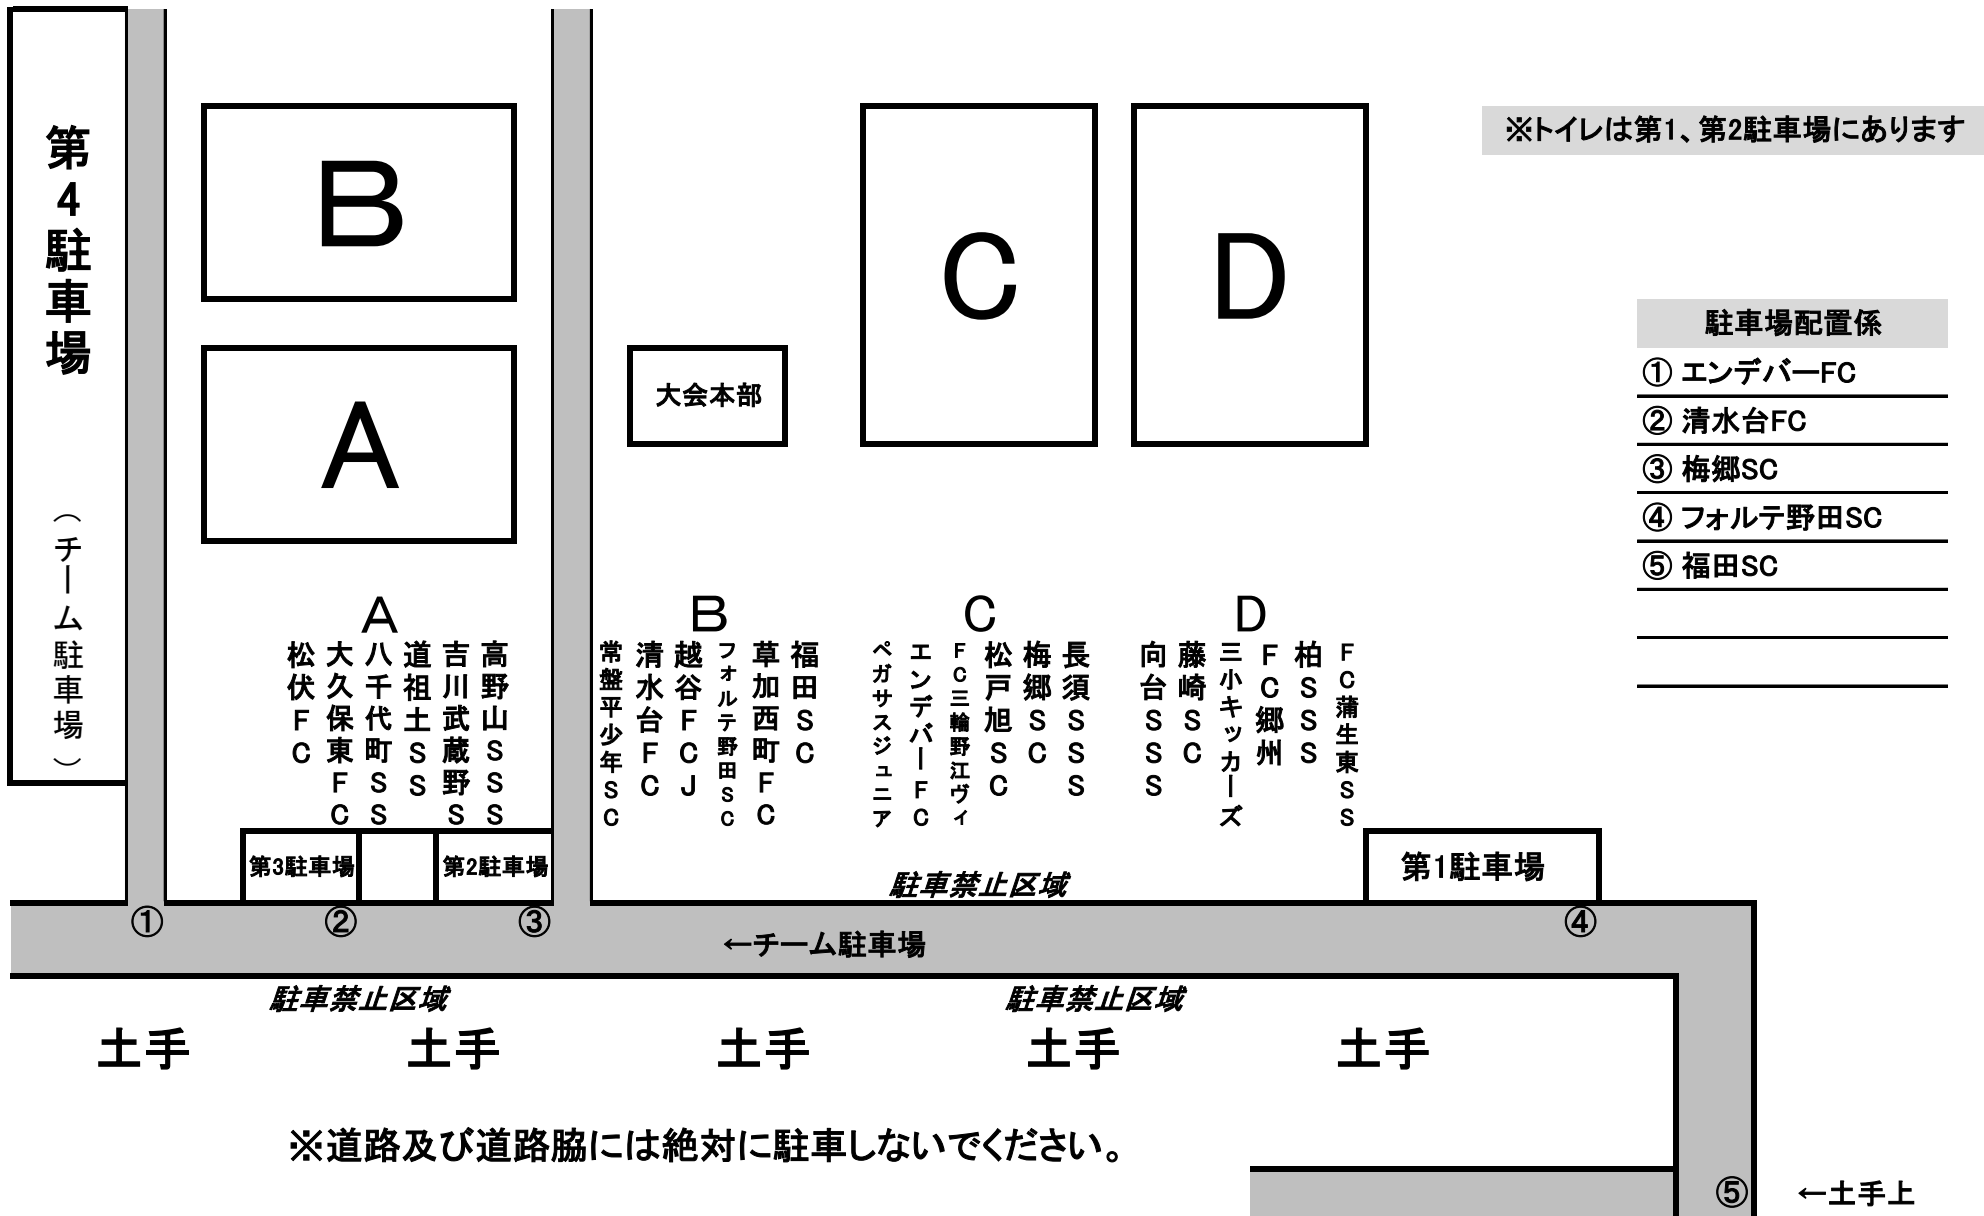 ※トイレは第1、第2駐車場にあります
第4駐車場
(チーム駐車場)
B
A
C
D
大会本部
駐車場配置係
① エンデバーFC
② 清水台FC
③ 梅郷SC
④ フォルテ野田SC
⑤ 福田SC
A
松伏FC
大久保東FC
八千代町SS
道祖土SS
吉川武蔵野S
高野山SSS
B
常盤平少年SC
清水台FC
越谷FCJ
フォルテ野田SC
草加西町FC
福田SC
C
ペガサスジュニア
エンデバーFC
FC三輪野江ヴィ
松戸旭SC
梅郷SC
長須SSS
D
向台SSS
藤崎SC
三小キッカーズ
FC郷州
柏SSS
FC蒲生東SS
第3駐車場
第2駐車場
第1駐車場
駐車禁止区域
①
②
③
④
←チーム駐車場
駐車禁止区域
駐車禁止区域
土手
土手
土手
土手
土手
※道路及び道路脇には絶対に駐車しないでください。
⑤
←土手上